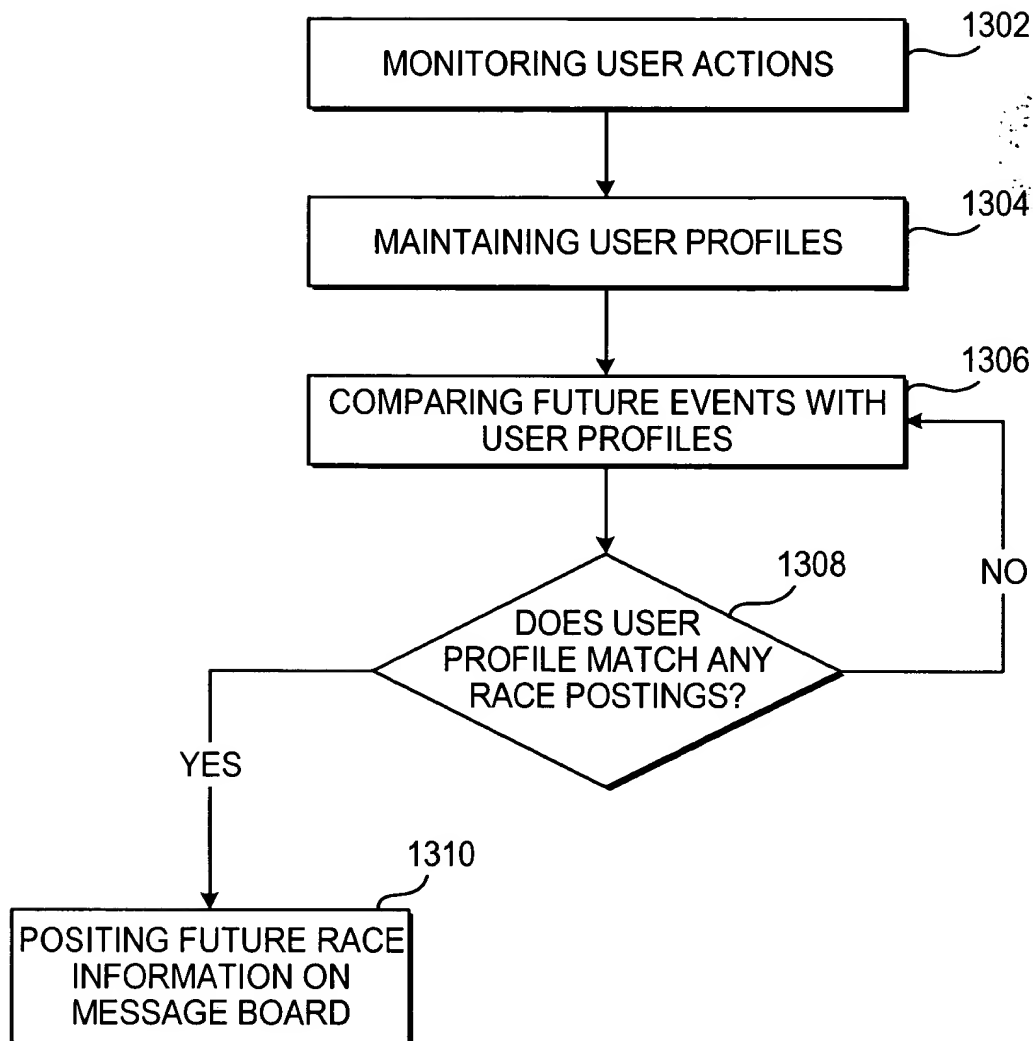 1302
MONITORING USER ACTIONS
1304
MAINTAINING USER PROFILES
1306
COMPARING FUTURE EVENTS WITH
USER PROFILES
1308
DOES USER
PROFILE MATCH ANY
RACE POSTINGS?
NO
YES
1310
POSITING FUTURE RACE
INFORMATION ON
MESSAGE BOARD